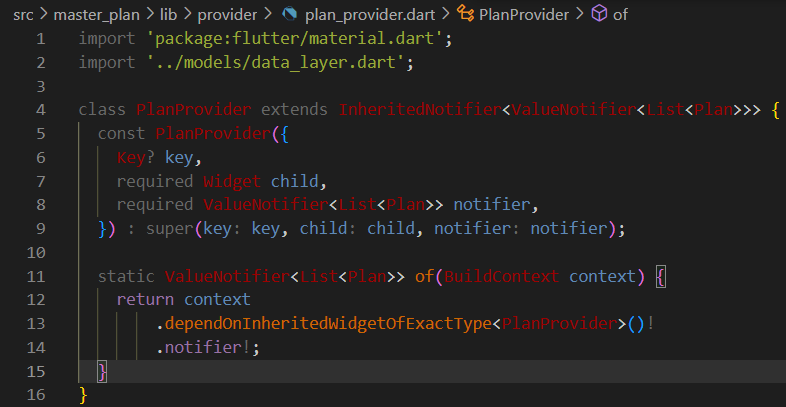 src > master_plan > lib > provider > plan_provider.dart > PlanProvider > of
1 import 'package:flutter/material.dart';
2 import '../models/data_layer.dart';
3
4 class PlanProvider extends InheritedNotifier<ValueNotifier<List<Plan>>> {
5   const PlanProvider({
6     Key? key,
7     required Widget child,
8     required ValueNotifier<List<Plan>> notifier,
9   }) : super(key: key, child: child, notifier: notifier);
10
11   static ValueNotifier<List<Plan>> of(BuildContext context) {
12     return context
13         .dependOnInheritedWidgetOfExactType<PlanProvider>()!
14         .notifier!;
15   }
16 }